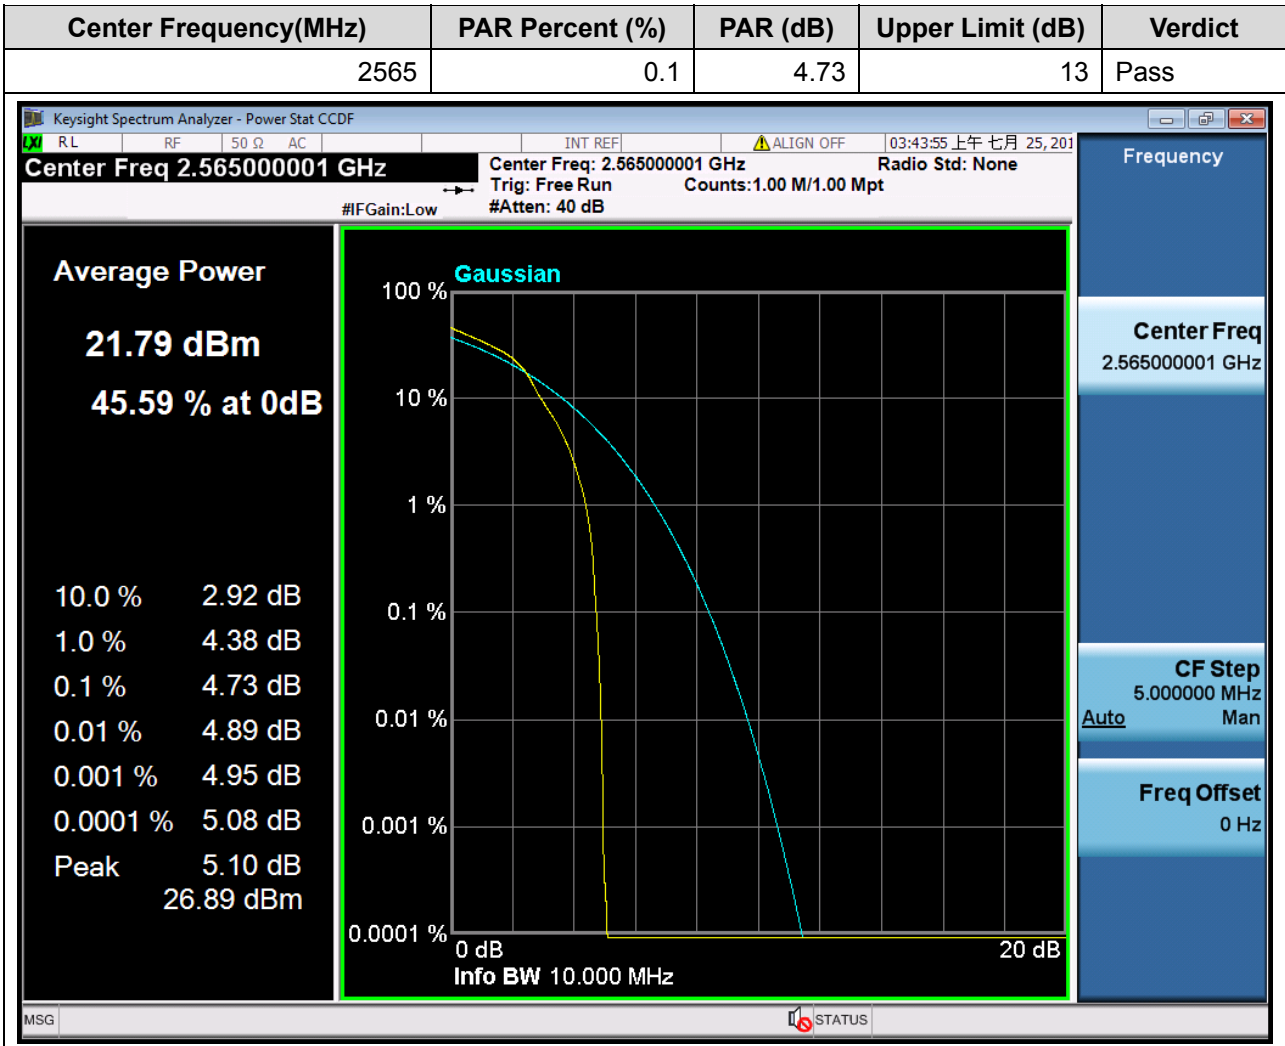 Center Frequency(MHz) PAR Percent (%) PAR (dB) Upper Limit (dB) Verdict
2565 0.1 4.73 13 Pass
Keysight Spectrum Analyzer - Power Stat CCDF
LXI RL RF 50 Ω AC INT REF ALIGN OFF 03:43:55 上午 七月 25, 201
Center Freq 2.565000001 GHz
Center Freq: 2.565000001 GHz Radio Std: None
Trig: Free Run Counts:1.00 M/1.00 Mpt
#IFGain:Low #Atten: 40 dB
Average Power
21.79 dBm
45.59 % at 0dB
10.0 % 2.92 dB
1.0 % 4.38 dB
0.1 % 4.73 dB
0.01 % 4.89 dB
0.001 % 4.95 dB
0.0001 % 5.08 dB
Peak 5.10 dB
26.89 dBm
Gaussian
100 %
10 %
1 %
0.1 %
0.01 %
0.001 %
0.0001 %
0 dB 20 dB
Info BW 10.000 MHz
Frequency
Center Freq
2.565000001 GHz
CF Step
5.000000 MHz
Auto Man
Freq Offset
0 Hz
MSG STATUS